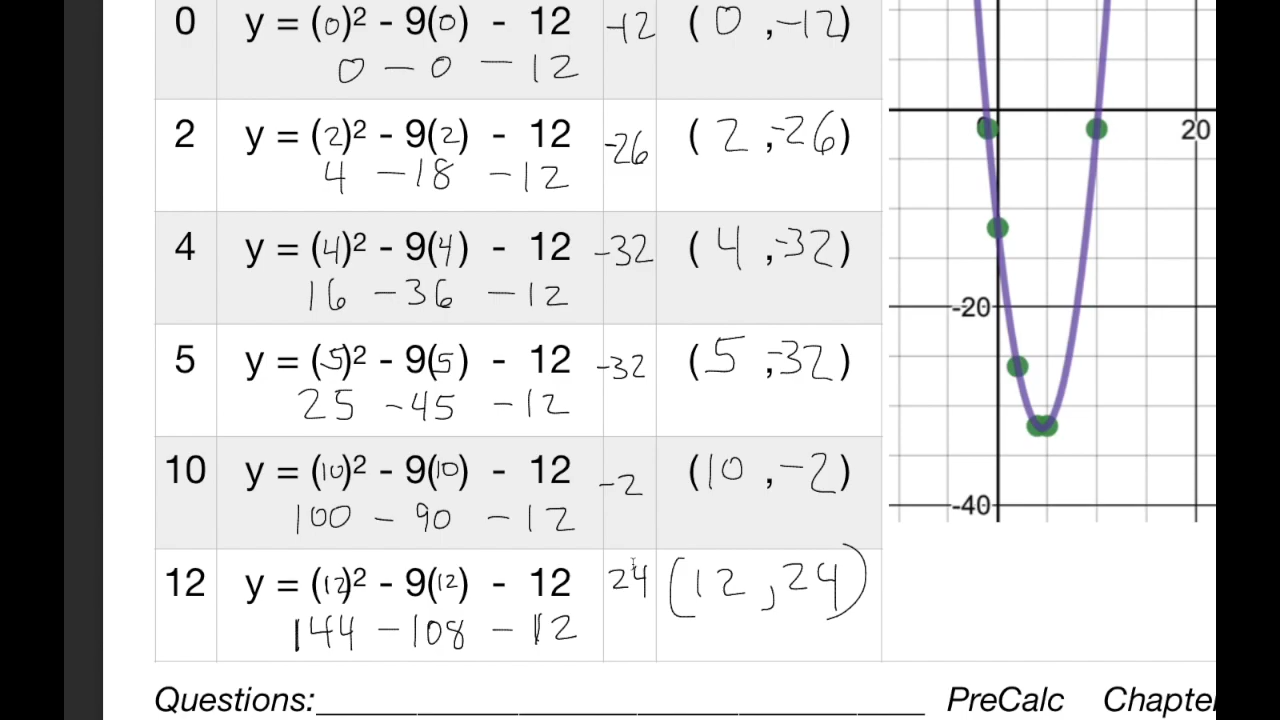 0 y = (0)² - 9(0) - 12 -12 (0, -12)
0 - 0 - 12
2 y = (2)² - 9(2) - 12 -26 (2, -26)
4 - 18 - 12
4 y = (4)² - 9(4) - 12 -32 (4, -32)
16 - 36 - 12
5 y = (5)² - 9(5) - 12 -32 (5, -32)
25 - 45 - 12
10 y = (10)² - 9(10) - 12 -2 (10, -2)
100 - 90 - 12
12 y = (12)² - 9(12) - 12 24 (12, 24)
144 - 108 - 12
0
20
-20
-40
Questions:
PreCalc